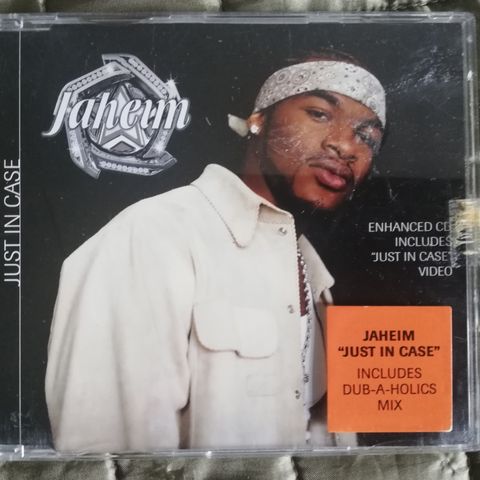 JUST IN CASE
Jaheim
ENHANCED CD
INCLUDES
"JUST IN CASE"
VIDEO
JAHEIM
"JUST IN CASE"
INCLUDES
DUB-A-HOLICS
MIX